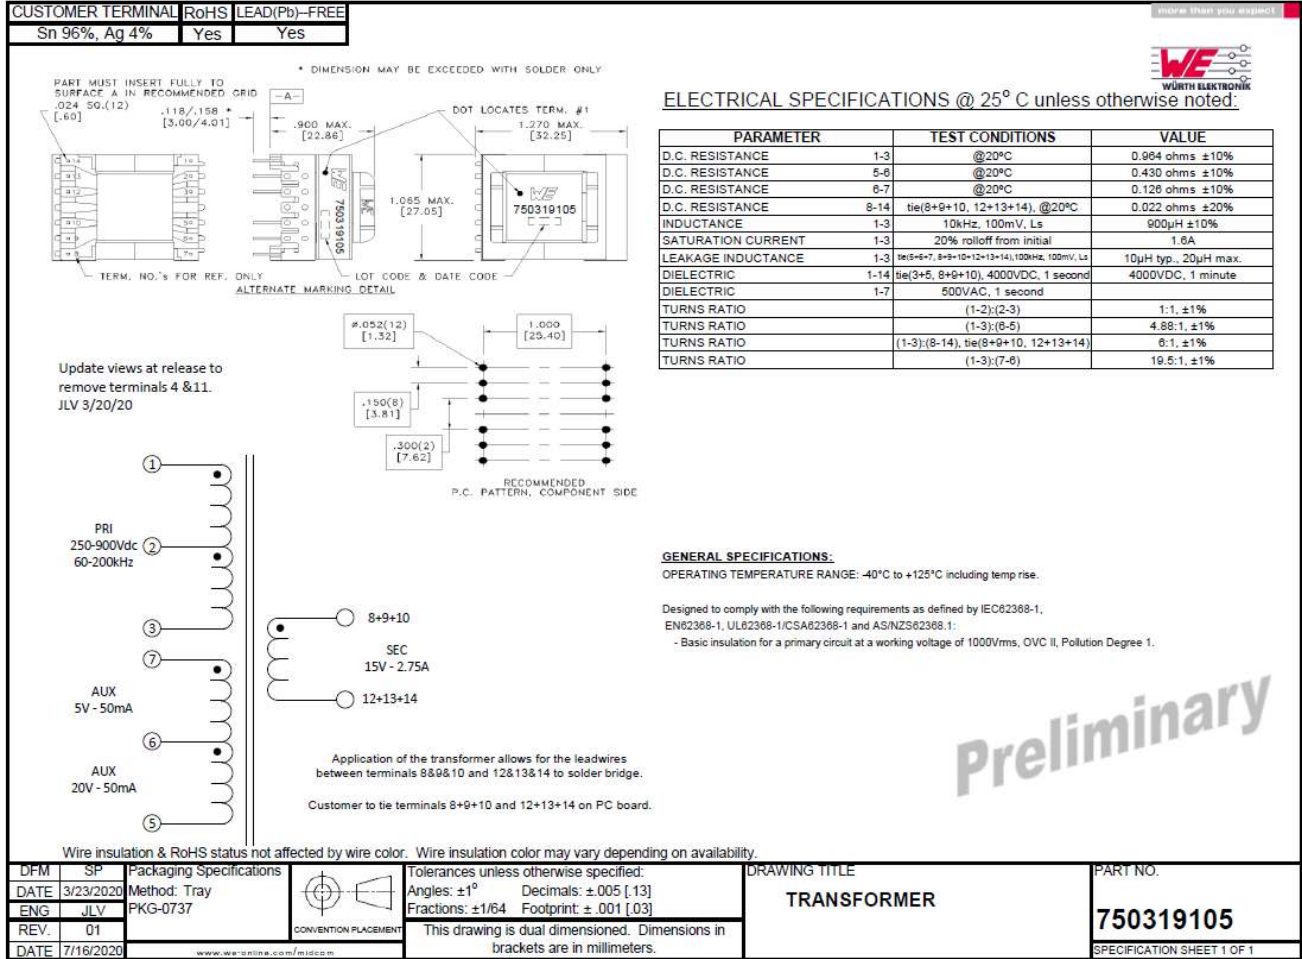 CUSTOMER TERMINAL RoHS LEAD(Pb)--FREE
Sn 96%, Ag 4% Yes Yes
more than you expect
WE
WÜRTH ELEKTRONIK
* DIMENSION MAY BE EXCEEDED WITH SOLDER ONLY
PART MUST INSERT FULLY TO
SURFACE A IN RECOMMENDED GRID
.024 SQ.(12)
[.60]
.118/.158 *
[3.00/4.01]
-A-
.900 MAX.
[22.86]
DOT LOCATES TERM. #1
1.270 MAX.
[32.25]
1.065 MAX.
[27.05]
WE
750319105
WE
750319105
TERM. NO.'s FOR REF. ONLY
LOT CODE & DATE CODE
ALTERNATE MARKING DETAIL
ELECTRICAL SPECIFICATIONS @ 25° C unless otherwise noted:
PARAMETER TEST CONDITIONS VALUE
D.C. RESISTANCE 1-3 @20ºC 0.964 ohms ±10%
D.C. RESISTANCE 5-6 @20ºC 0.430 ohms ±10%
D.C. RESISTANCE 6-7 @20ºC 0.126 ohms ±10%
D.C. RESISTANCE 8-14 tie(8+9+10, 12+13+14), @20ºC 0.022 ohms ±20%
INDUCTANCE 1-3 10kHz, 100mV, Ls 900µH ±10%
SATURATION CURRENT 1-3 20% rolloff from initial 1.6A
LEAKAGE INDUCTANCE 1-3 tie(5+6+7, 8+9+10+12+13+14),100kHz, 100mV, Ls 10µH typ., 20µH max.
DIELECTRIC 1-14 tie(3+5, 8+9+10), 4000VDC, 1 second 4000VDC, 1 minute
DIELECTRIC 1-7 500VAC, 1 second
TURNS RATIO (1-2):(2-3) 1:1, ±1%
TURNS RATIO (1-3):(6-5) 4.88:1, ±1%
TURNS RATIO (1-3):(8-14), tie(8+9+10, 12+13+14) 6:1, ±1%
TURNS RATIO (1-3):(7-6) 19.5:1, ±1%
ø.052(12)
[1.32]
1.000
[25.40]
.150(8)
[3.81]
.300(2)
[7.62]
RECOMMENDED
P.C. PATTERN, COMPONENT SIDE
Update views at release to
remove terminals 4 &11.
JLV 3/20/20
1
PRI
250-900Vdc
60-200kHz
2
3
7
AUX
5V - 50mA
6
AUX
20V - 50mA
5
8+9+10
SEC
15V - 2.75A
12+13+14
Application of the transformer allows for the leadwires
between terminals 8&9&10 and 12&13&14 to solder bridge.
Customer to tie terminals 8+9+10 and 12+13+14 on PC board.
GENERAL SPECIFICATIONS:
OPERATING TEMPERATURE RANGE: -40°C to +125°C including temp rise.
Designed to comply with the following requirements as defined by IEC62368-1,
EN62368-1, UL62368-1/CSA62368-1 and AS/NZS62368.1:
- Basic insulation for a primary circuit at a working voltage of 1000Vrms, OVC II, Pollution Degree 1.
Preliminary
Wire insulation & RoHS status not affected by wire color. Wire insulation color may vary depending on availability.
DFM SP
DATE 3/23/2020
ENG JLV
REV. 01
DATE 7/16/2020
Packaging Specifications
Method: Tray
PKG-0737
www.we-online.com/midcom
CONVENTION PLACEMENT
Tolerances unless otherwise specified:
Angles: ±1° Decimals: ±.005 [.13]
Fractions: ±1/64 Footprint: ± .001 [.03]
This drawing is dual dimensioned. Dimensions in
brackets are in millimeters.
DRAWING TITLE
TRANSFORMER
PART NO.
750319105
SPECIFICATION SHEET 1 OF 1